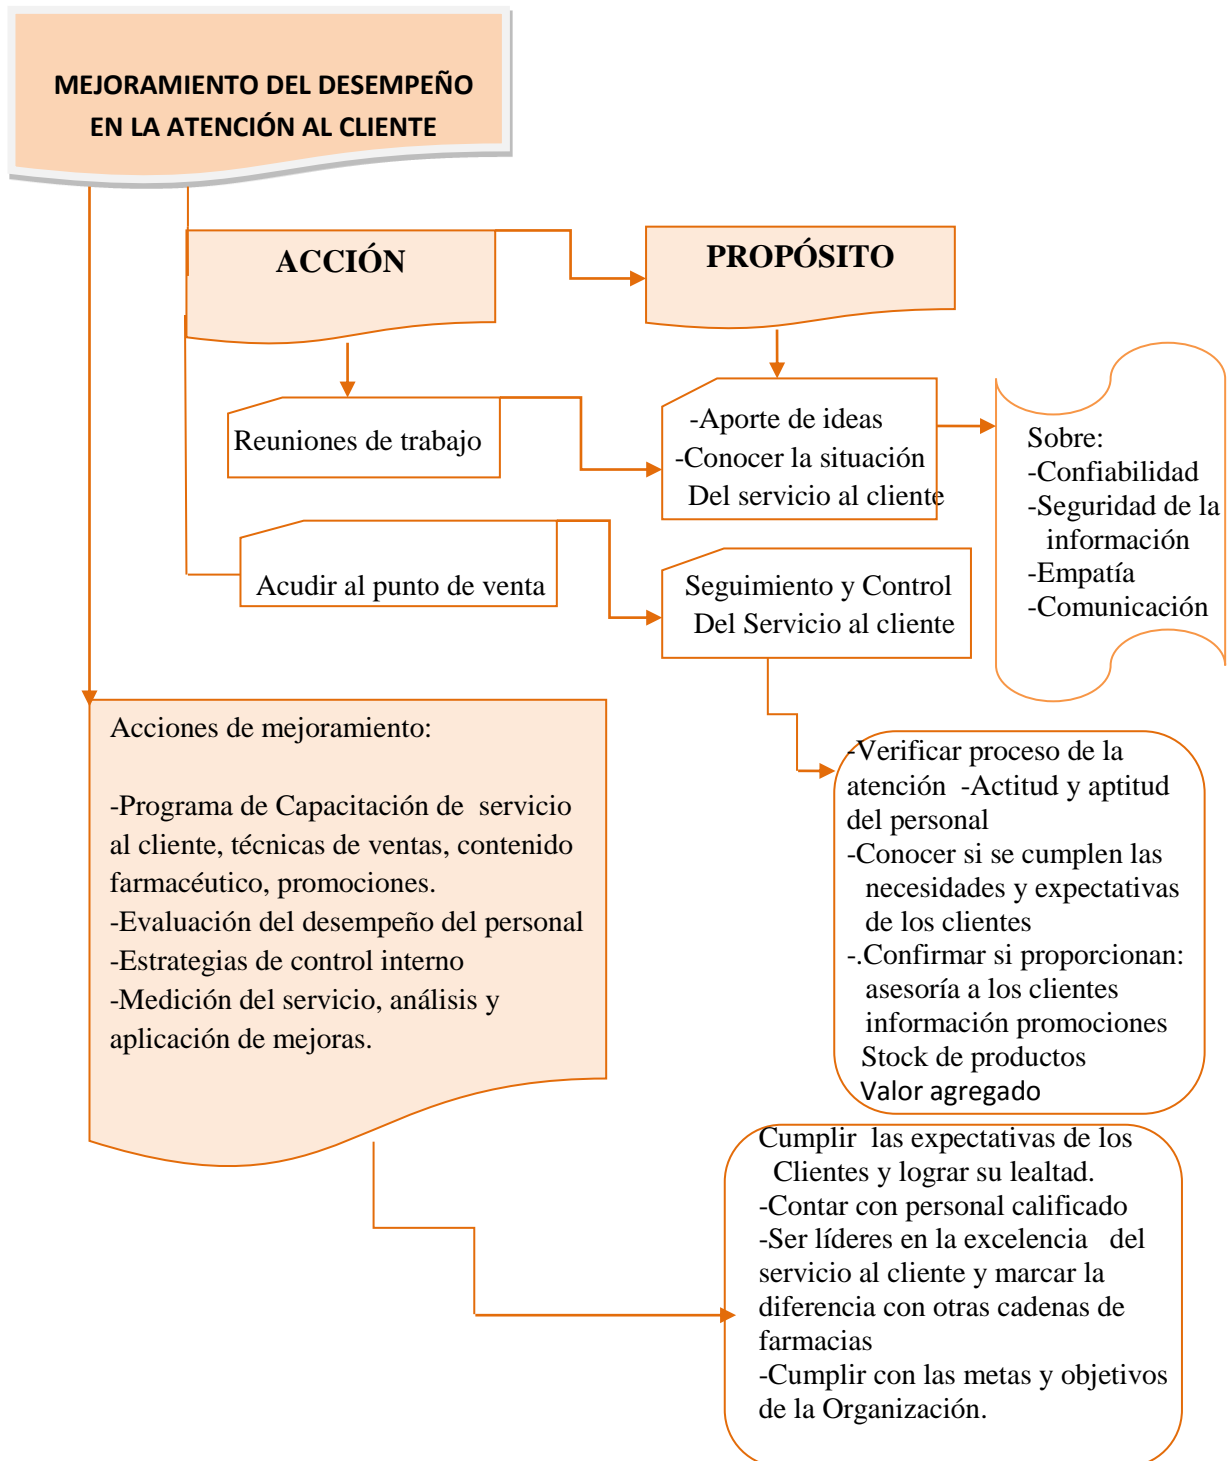 MEJORAMIENTO DEL DESEMPEÑO
EN LA ATENCIÓN AL CLIENTE
ACCIÓN
PROPÓSITO
Reuniones de trabajo
-Aporte de ideas
-Conocer la situación
Del servicio al cliente
Sobre:
-Confiabilidad
-Seguridad de la
información
-Empatía
-Comunicación
Acudir al punto de venta
Seguimiento y Control
Del Servicio al cliente
Acciones de mejoramiento:
-Programa de Capacitación de servicio
al cliente, técnicas de ventas, contenido
farmacéutico, promociones.
-Evaluación del desempeño del personal
-Estrategias de control interno
-Medición del servicio, análisis y
aplicación de mejoras.
-Verificar proceso de la
atención -Actitud y aptitud
del personal
-Conocer si se cumplen las
necesidades y expectativas
de los clientes
-.Confirmar si proporcionan:
asesoría a los clientes
información promociones
Stock de productos
Valor agregado
Cumplir las expectativas de los
Clientes y lograr su lealtad.
-Contar con personal calificado
-Ser líderes en la excelencia del
servicio al cliente y marcar la
diferencia con otras cadenas de
farmacias
-Cumplir con las metas y objetivos
de la Organización.